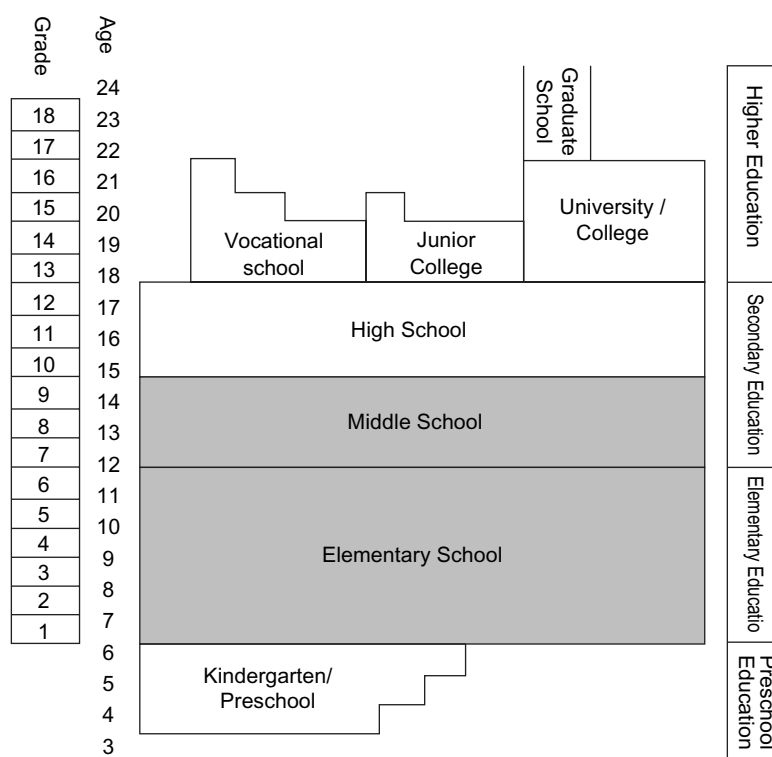 Grade
Age
24
18
23
17
22
16
21
15
20
14
19
13
18
12
17
11
16
10
15
9
14
8
13
7
12
6
11
5
10
4
9
3
8
2
7
1
6
5
4
3
Graduate
School
University /
College
Vocational
school
Junior
College
High School
Middle School
Elementary School
Kindergarten/
Preschool
Higher Education
Secondary Education
Elementary Educatio
Preschool
Education